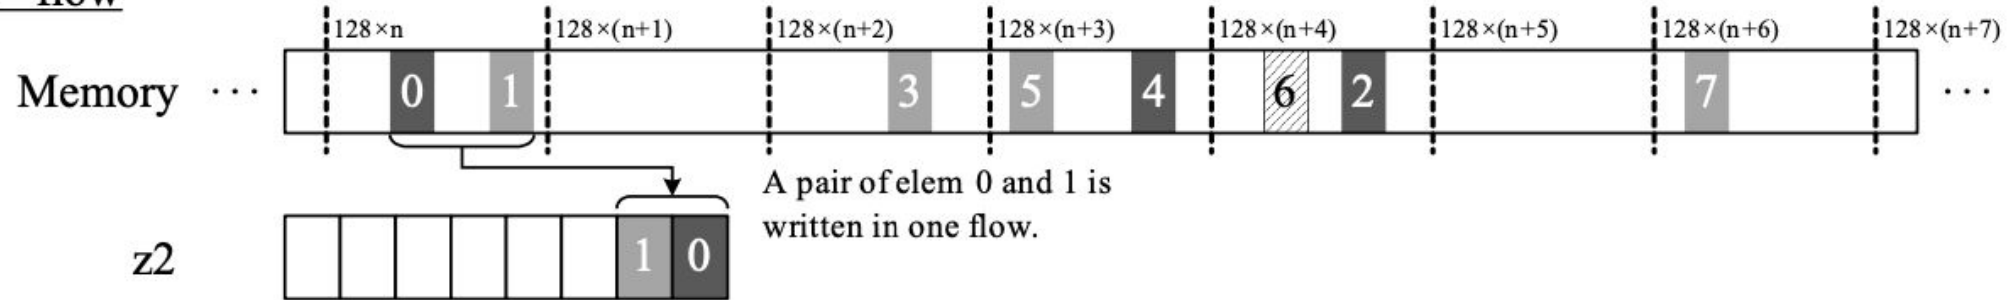 flow
128×n 128×(n+1) 128×(n+2) 128×(n+3) 128×(n+4) 128×(n+5) 128×(n+6) 128×(n+7)
Memory ··· 0 1 3 5 4 6 2 7 ···
A pair of elem 0 and 1 is
written in one flow.
z2 1 0